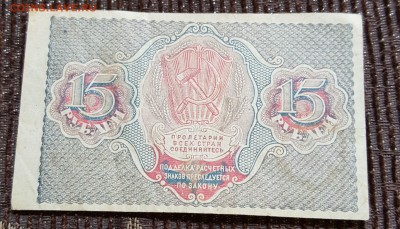 15
РУБЛЕЙ
ПРОЛЕТАРИИ
ВСЕХ СТРАН
СОЕДИНЯЙТЕСЬ
ПОДДЕЛКА РАСЧЕТНЫХ
ЗНАКОВ ПРЕСЛЕДУЕТСЯ
ПО ЗАКОНУ
15
РУБЛЕЙ